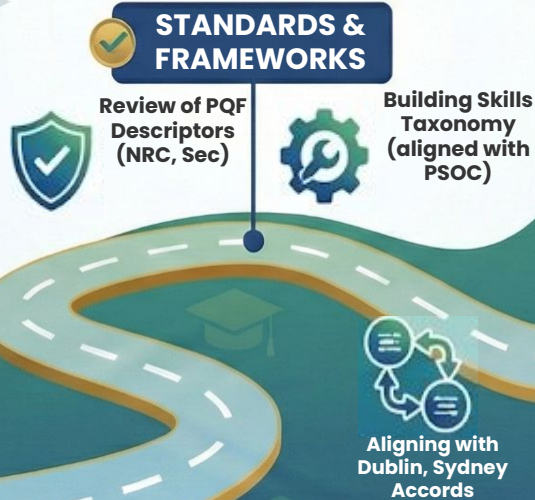 STANDARDS &
FRAMEWORKS
Review of PQF
Descriptors
(NRC, Sec)
Building Skills
Taxonomy
(aligned with
PSOC)
Aligning with
Dublin, Sydney
Accords